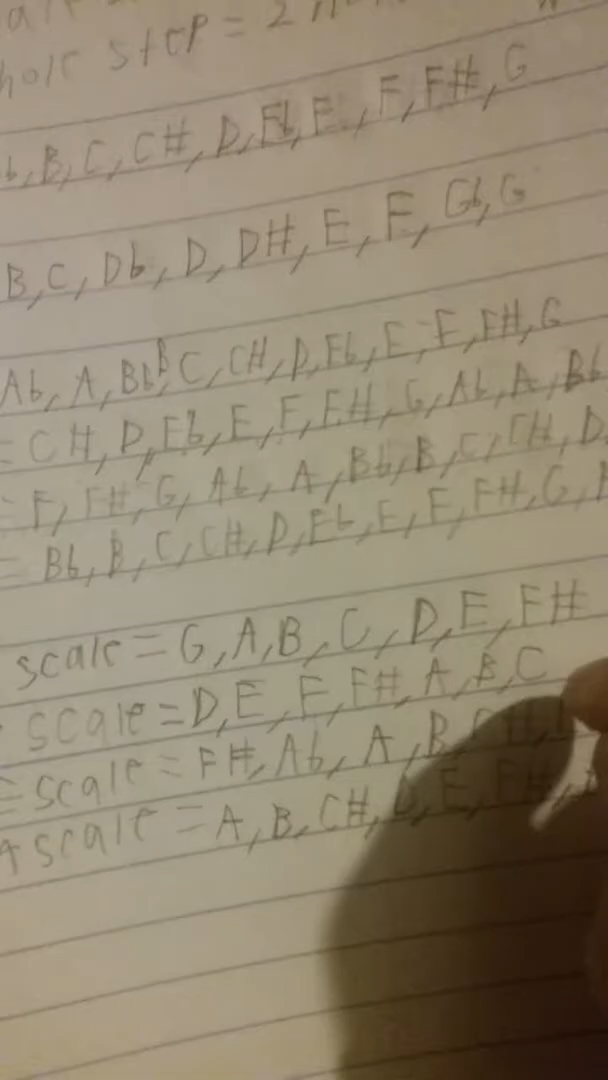 hole step = 2
b, B, C, C#, D, Eb, E, F, F#, G
B, C, Db, D, D#, E, F, Gb, G
Ab, A, Bb, B, C, C#, D, Eb, E, F, F#, G
= C#, D, Eb, E, F, F#, G, Ab, A, Bb
= F, F#, G, Ab, A, Bb, B, C, C#, D,
= Bb, B, C, C#, D, Eb, E, F, F#, G,
scale = G, A, B, C, D, E, F#
scale = D, E, F, F#, A, B, C
scale = F#, Ab, A, B, C#,
A scale = A, B, C#, D, E, F#,